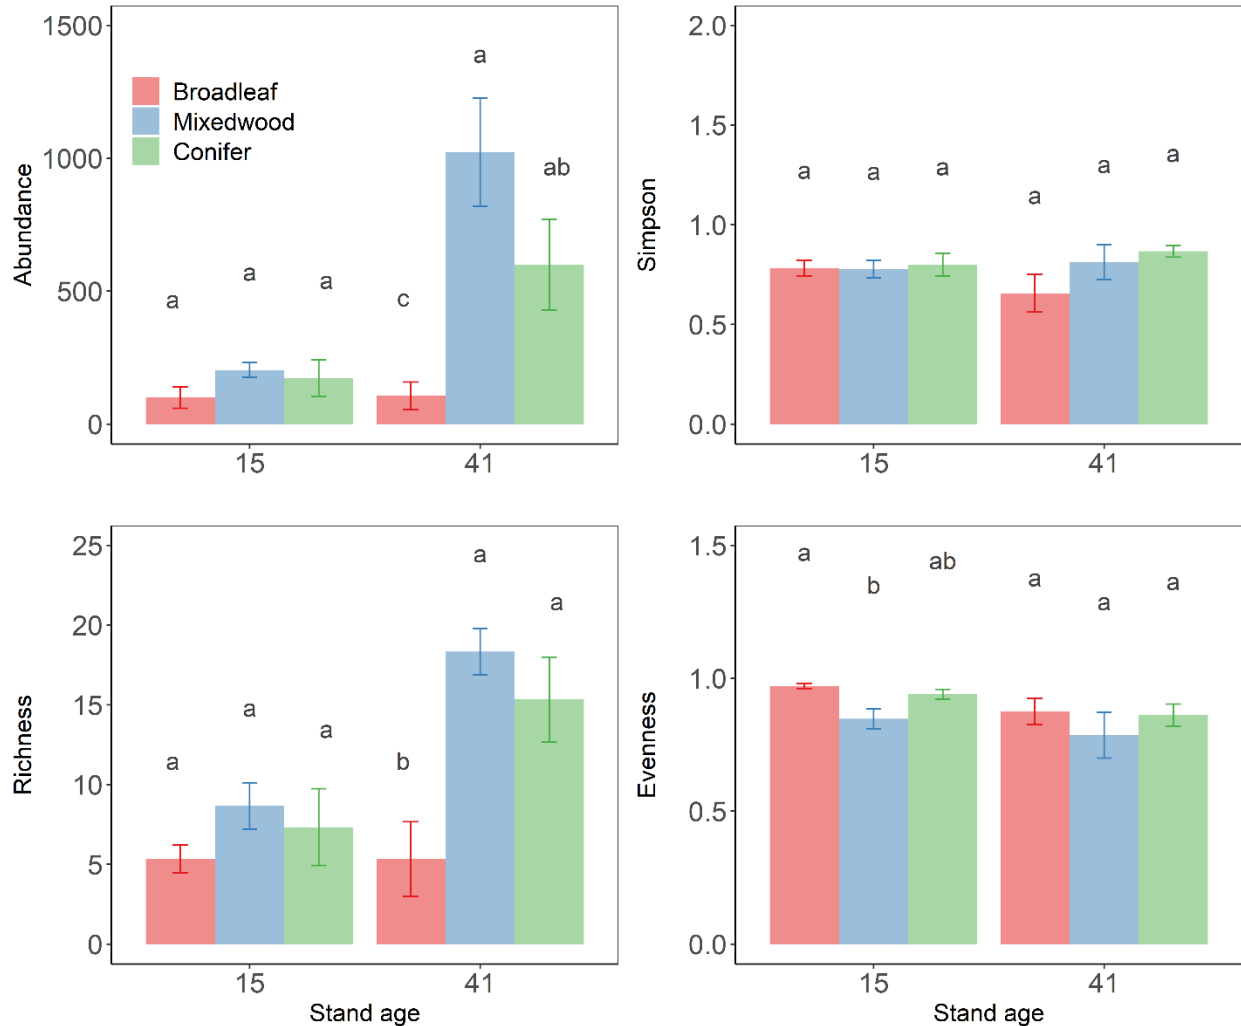 1500
1000
500
0
Abundance
Broadleaf
Mixedwood
Conifer
a
a
a
c
a
ab
15
41
2.0
1.5
1.0
0.5
0.0
Simpson
a
a
a
a
a
a
15
41
25
20
15
10
5
0
Richness
a
a
a
b
a
a
15
41
Stand age
1.5
1.0
0.5
0.0
Evenness
a
b
ab
a
a
a
15
41
Stand age